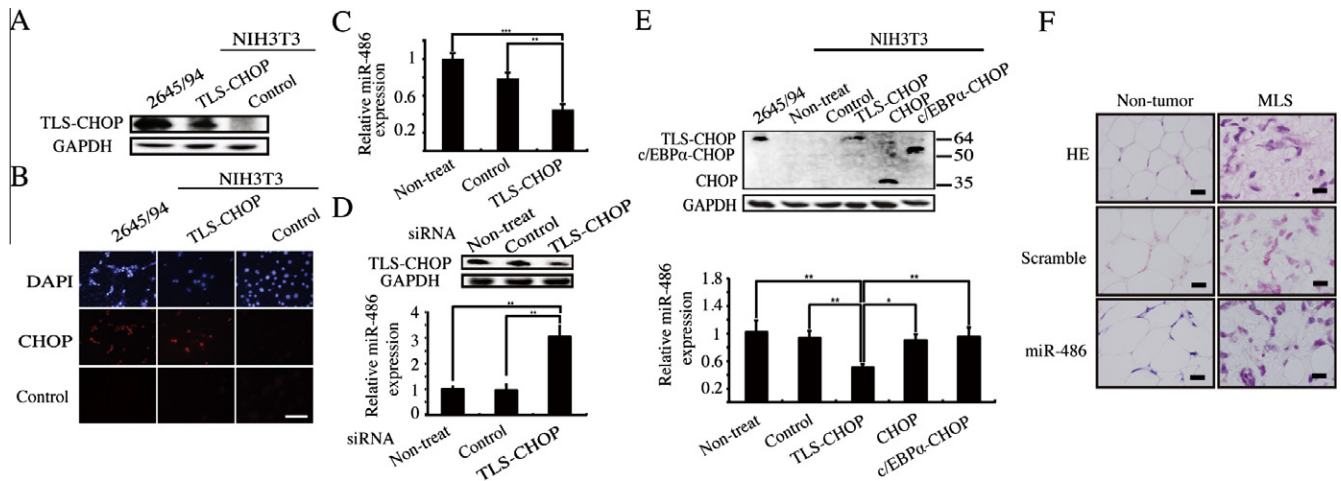 A
NIH3T3
2645/94
TLS-CHOP
Control
TLS-CHOP
GAPDH
B
NIH3T3
2645/94
TLS-CHOP
Control
DAPI
CHOP
Control
C
Relative miR-486
expression
1
0.6
0.2
***
**
Non-treat
Control
TLS-CHOP
D
siRNA
Non-treat
Control
TLS-CHOP
TLS-CHOP
GAPDH
Relative miR-486
expression
4
3
2
1
0
**
**
siRNA
Non-treat
Control
TLS-CHOP
E
NIH3T3
2645/94
Non-treat
Control
TLS-CHOP
CHOP
c/EBPα-CHOP
TLS-CHOP
c/EBPα-CHOP
CHOP
GAPDH
64
50
35
Relative miR-486
expression
1.8
1.4
1
0.6
0.2
**
**
**
*
Non-treat
Control
TLS-CHOP
CHOP
c/EBPα-CHOP
F
Non-tumor
MLS
HE
Scramble
miR-486